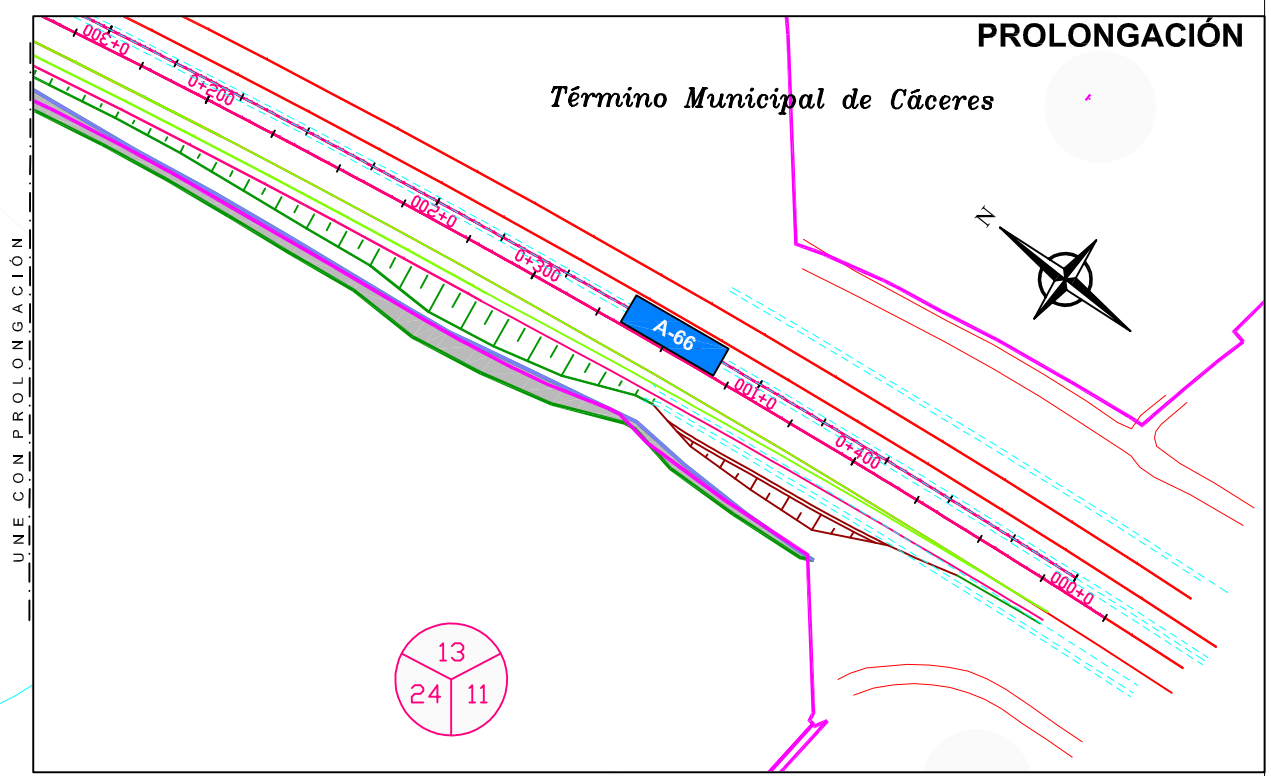 PROLONGACIÓN
Término Municipal de Cáceres
0+300
0+200
0+200
0+300
N
A-66
0+100
0+400
0+000
UNE CON PROLONGACIÓN
13
24
11